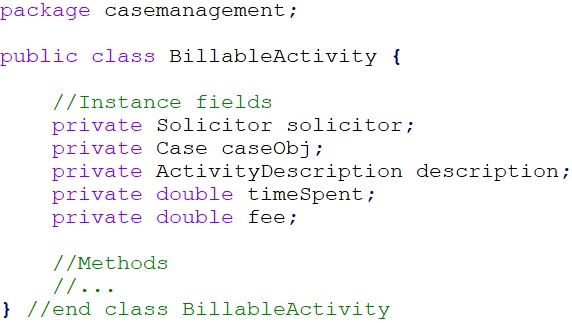 package casemanagement;
public class BillableActivity {
//Instance fields
private Solicitor solicitor;
private Case caseObj;
private ActivityDescription description;
private double timeSpent;
private double fee;
//Methods
//...
} //end class BillableActivity